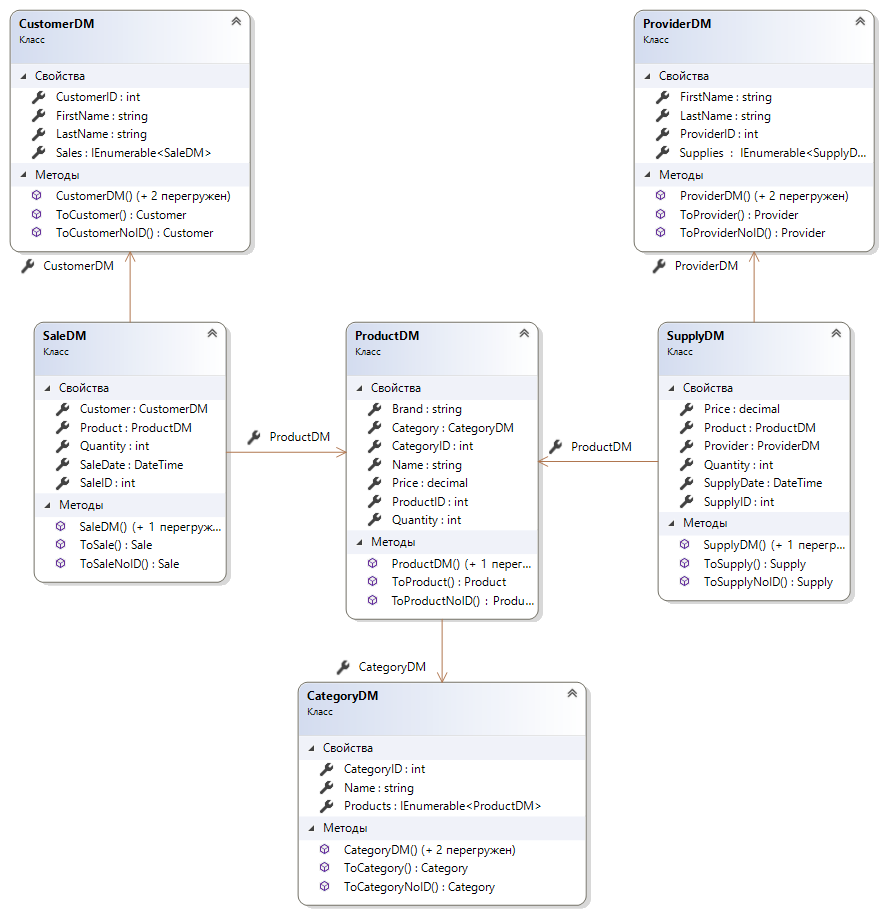 CustomerDM
Класс
Свойства
CustomerID : int
FirstName : string
LastName : string
Sales : IEnumerable<SaleDM>
Методы
CustomerDM() (+ 2 перегружен)
ToCustomer() : Customer
ToCustomerNoID() : Customer
ProviderDM
Класс
Свойства
FirstName : string
LastName : string
ProviderID : int
Supplies : IEnumerable<SupplyD...
Методы
ProviderDM() (+ 2 перегружен)
ToProvider() : Provider
ToProviderNoID() : Provider
CustomerDM
ProviderDM
SaleDM
Класс
Свойства
Customer : CustomerDM
Product : ProductDM
Quantity : int
SaleDate : DateTime
SaleID : int
Методы
SaleDM() (+ 1 перегруж...
ToSale() : Sale
ToSaleNoID() : Sale
ProductDM
ProductDM
Класс
Свойства
Brand : string
Category : CategoryDM
CategoryID : int
Name : string
Price : decimal
ProductID : int
Quantity : int
Методы
ProductDM() (+ 1 перег...
ToProduct() : Product
ToProductNoID() : Produ...
ProductDM
SupplyDM
Класс
Свойства
Price : decimal
Product : ProductDM
Provider : ProviderDM
Quantity : int
SupplyDate : DateTime
SupplyID : int
Методы
SupplyDM() (+ 1 перегр...
ToSupply() : Supply
ToSupplyNoID() : Supply
CategoryDM
CategoryDM
Класс
Свойства
CategoryID : int
Name : string
Products : IEnumerable<ProductDM>
Методы
CategoryDM() (+ 2 перегружен)
ToCategory() : Category
ToCategoryNoID() : Category